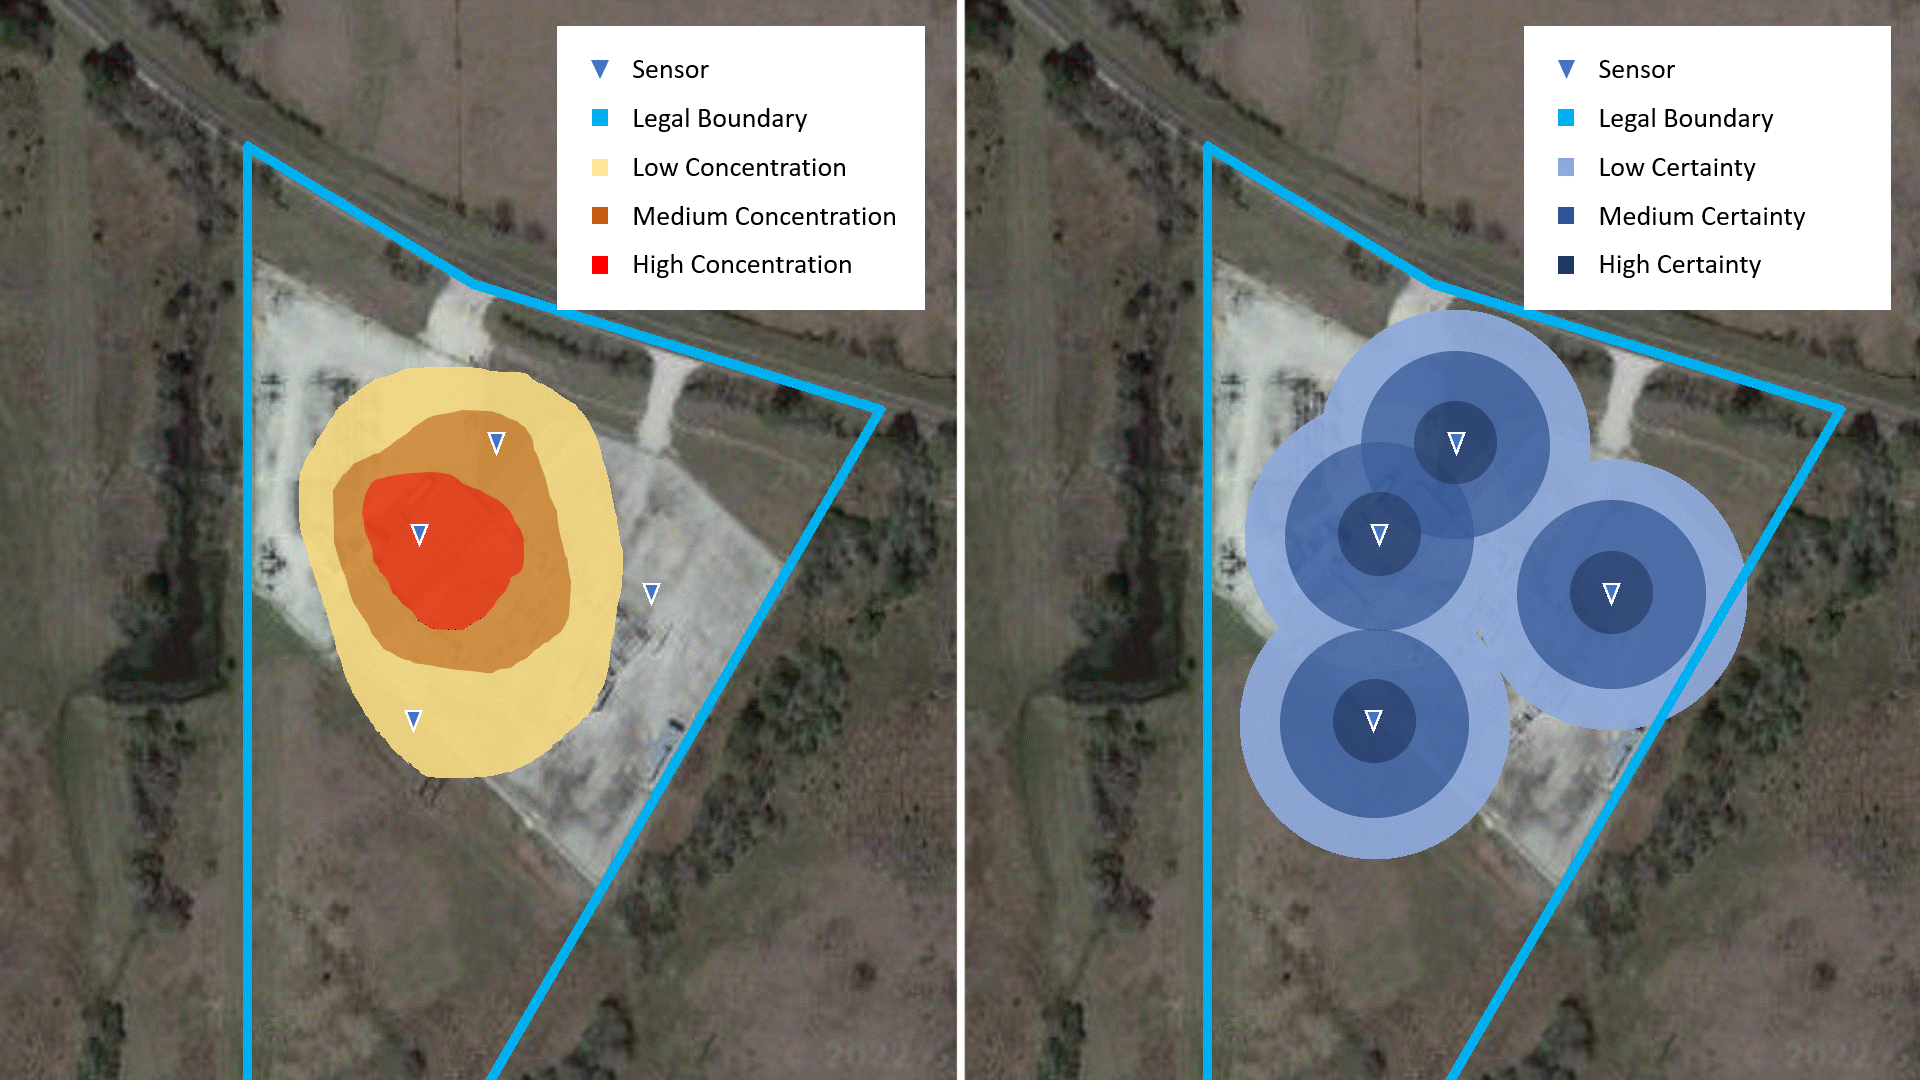 Sensor
Legal Boundary
Low Concentration
Medium Concentration
High Concentration
Sensor
Legal Boundary
Low Certainty
Medium Certainty
High Certainty